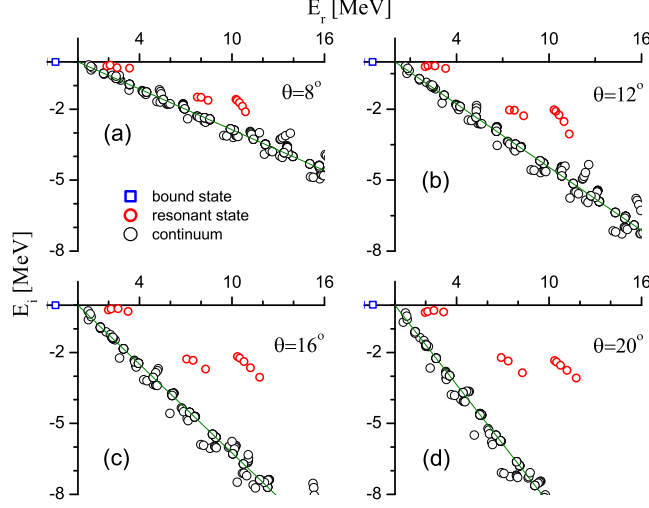 E_r [MeV]
4 10 16 4 10 16
-2
-5
-8
θ=8°
(a)
bound state
resonant state
continuum
θ=12°
(b)
-2
-5
-8
E_i [MeV]
4 10 16 4 10 16
-2
-5
-8
θ=16°
(c)
θ=20°
(d)
-2
-5
-8